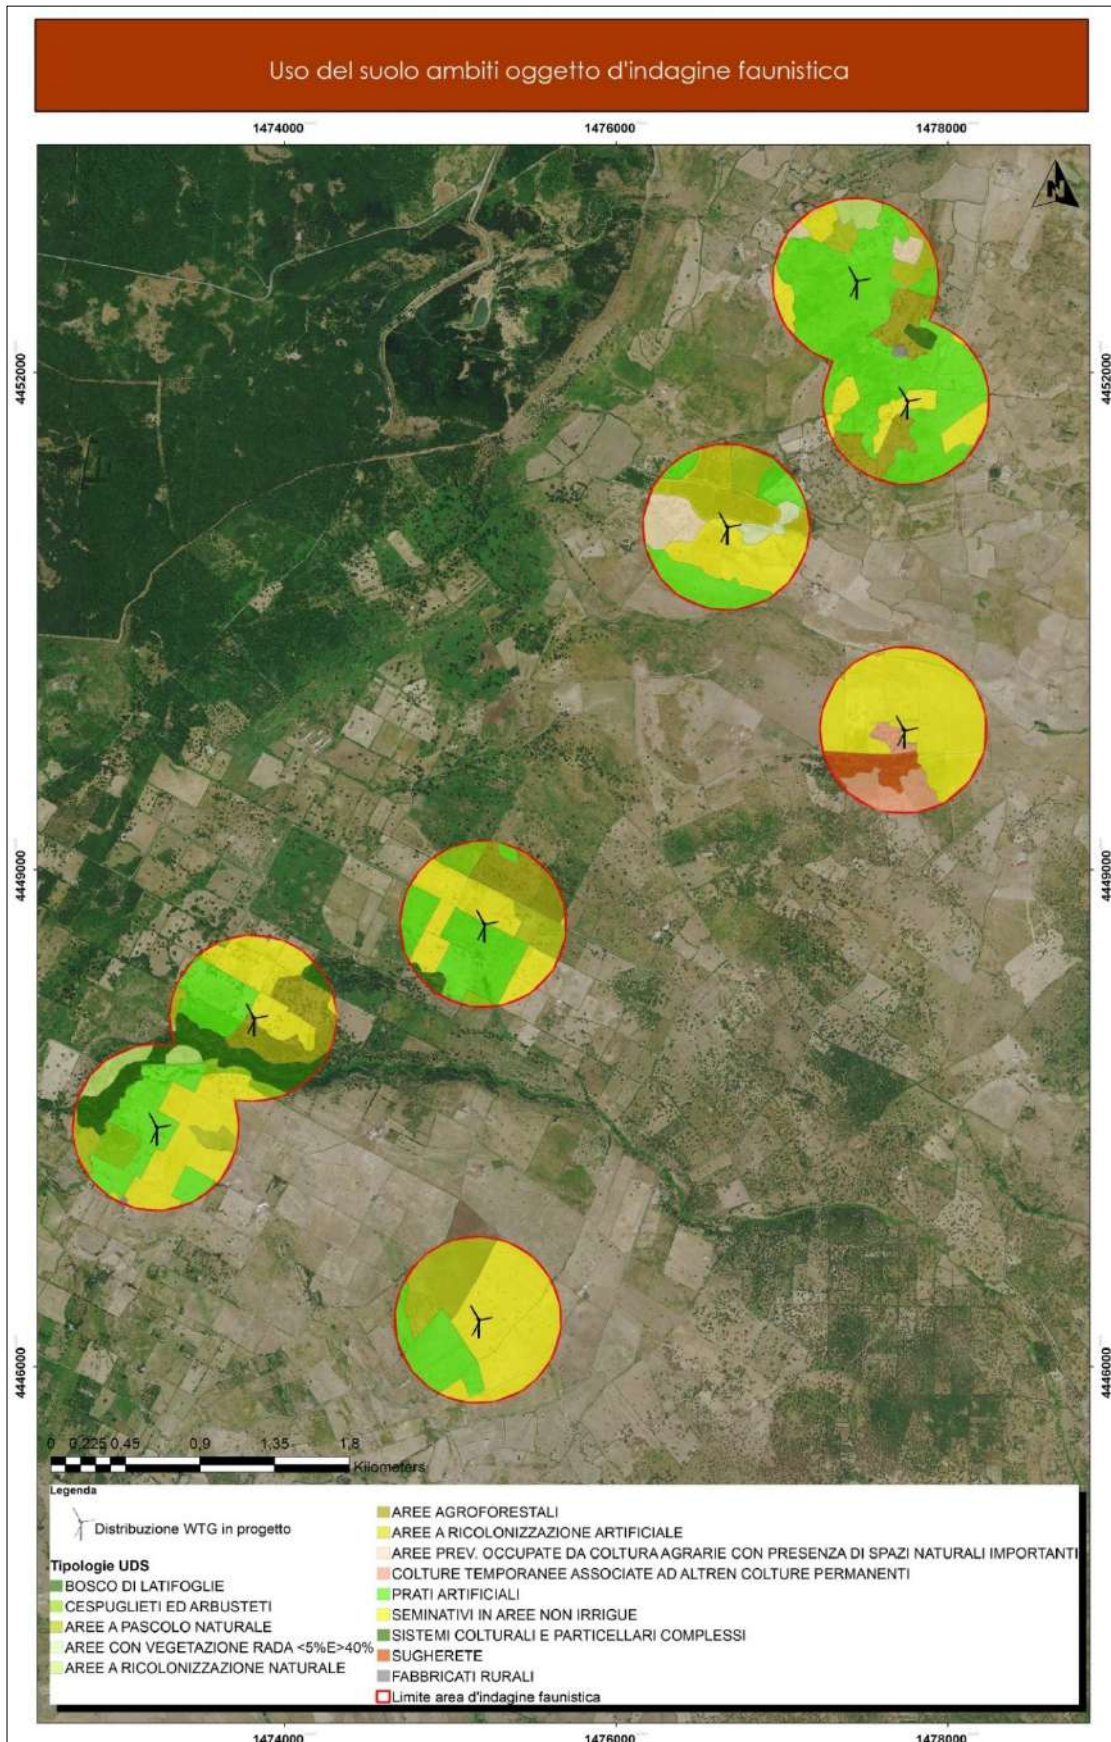 Uso del suolo ambiti oggetto d'indagine faunistica
1474000 1476000 1478000
N
4452000 4452000
4449000 4449000
4446000 4446000
0 0,225 0,45 0,9 1,35 1,8
Kilometers
Legenda
Distribuzione WTG in progetto
Tipologie UDS
BOSCO DI LATIFOGLIE
CESPUGLIETI ED ARBUSTETI
AREE A PASCOLO NATURALE
AREE CON VEGETAZIONE RADA <5%E>40%
AREE A RICOLONIZZAZIONE NATURALE
AREE AGROFORESTALI
AREE A RICOLONIZZAZIONE ARTIFICIALE
AREE PREV. OCCUPATE DA COLTURA AGRARIE CON PRESENZA DI SPAZI NATURALI IMPORTANTI
COLTURE TEMPORANEE ASSOCIATE AD ALTREN COLTURE PERMANENTI
PRATI ARTIFICIALI
SEMINATIVI IN AREE NON IRRIGUE
SISTEMI COLTURALI E PARTICELLARI COMPLESSI
SUGHERETE
FABBRICATI RURALI
Limite area d'indagine faunistica
1474000 1476000 1478000